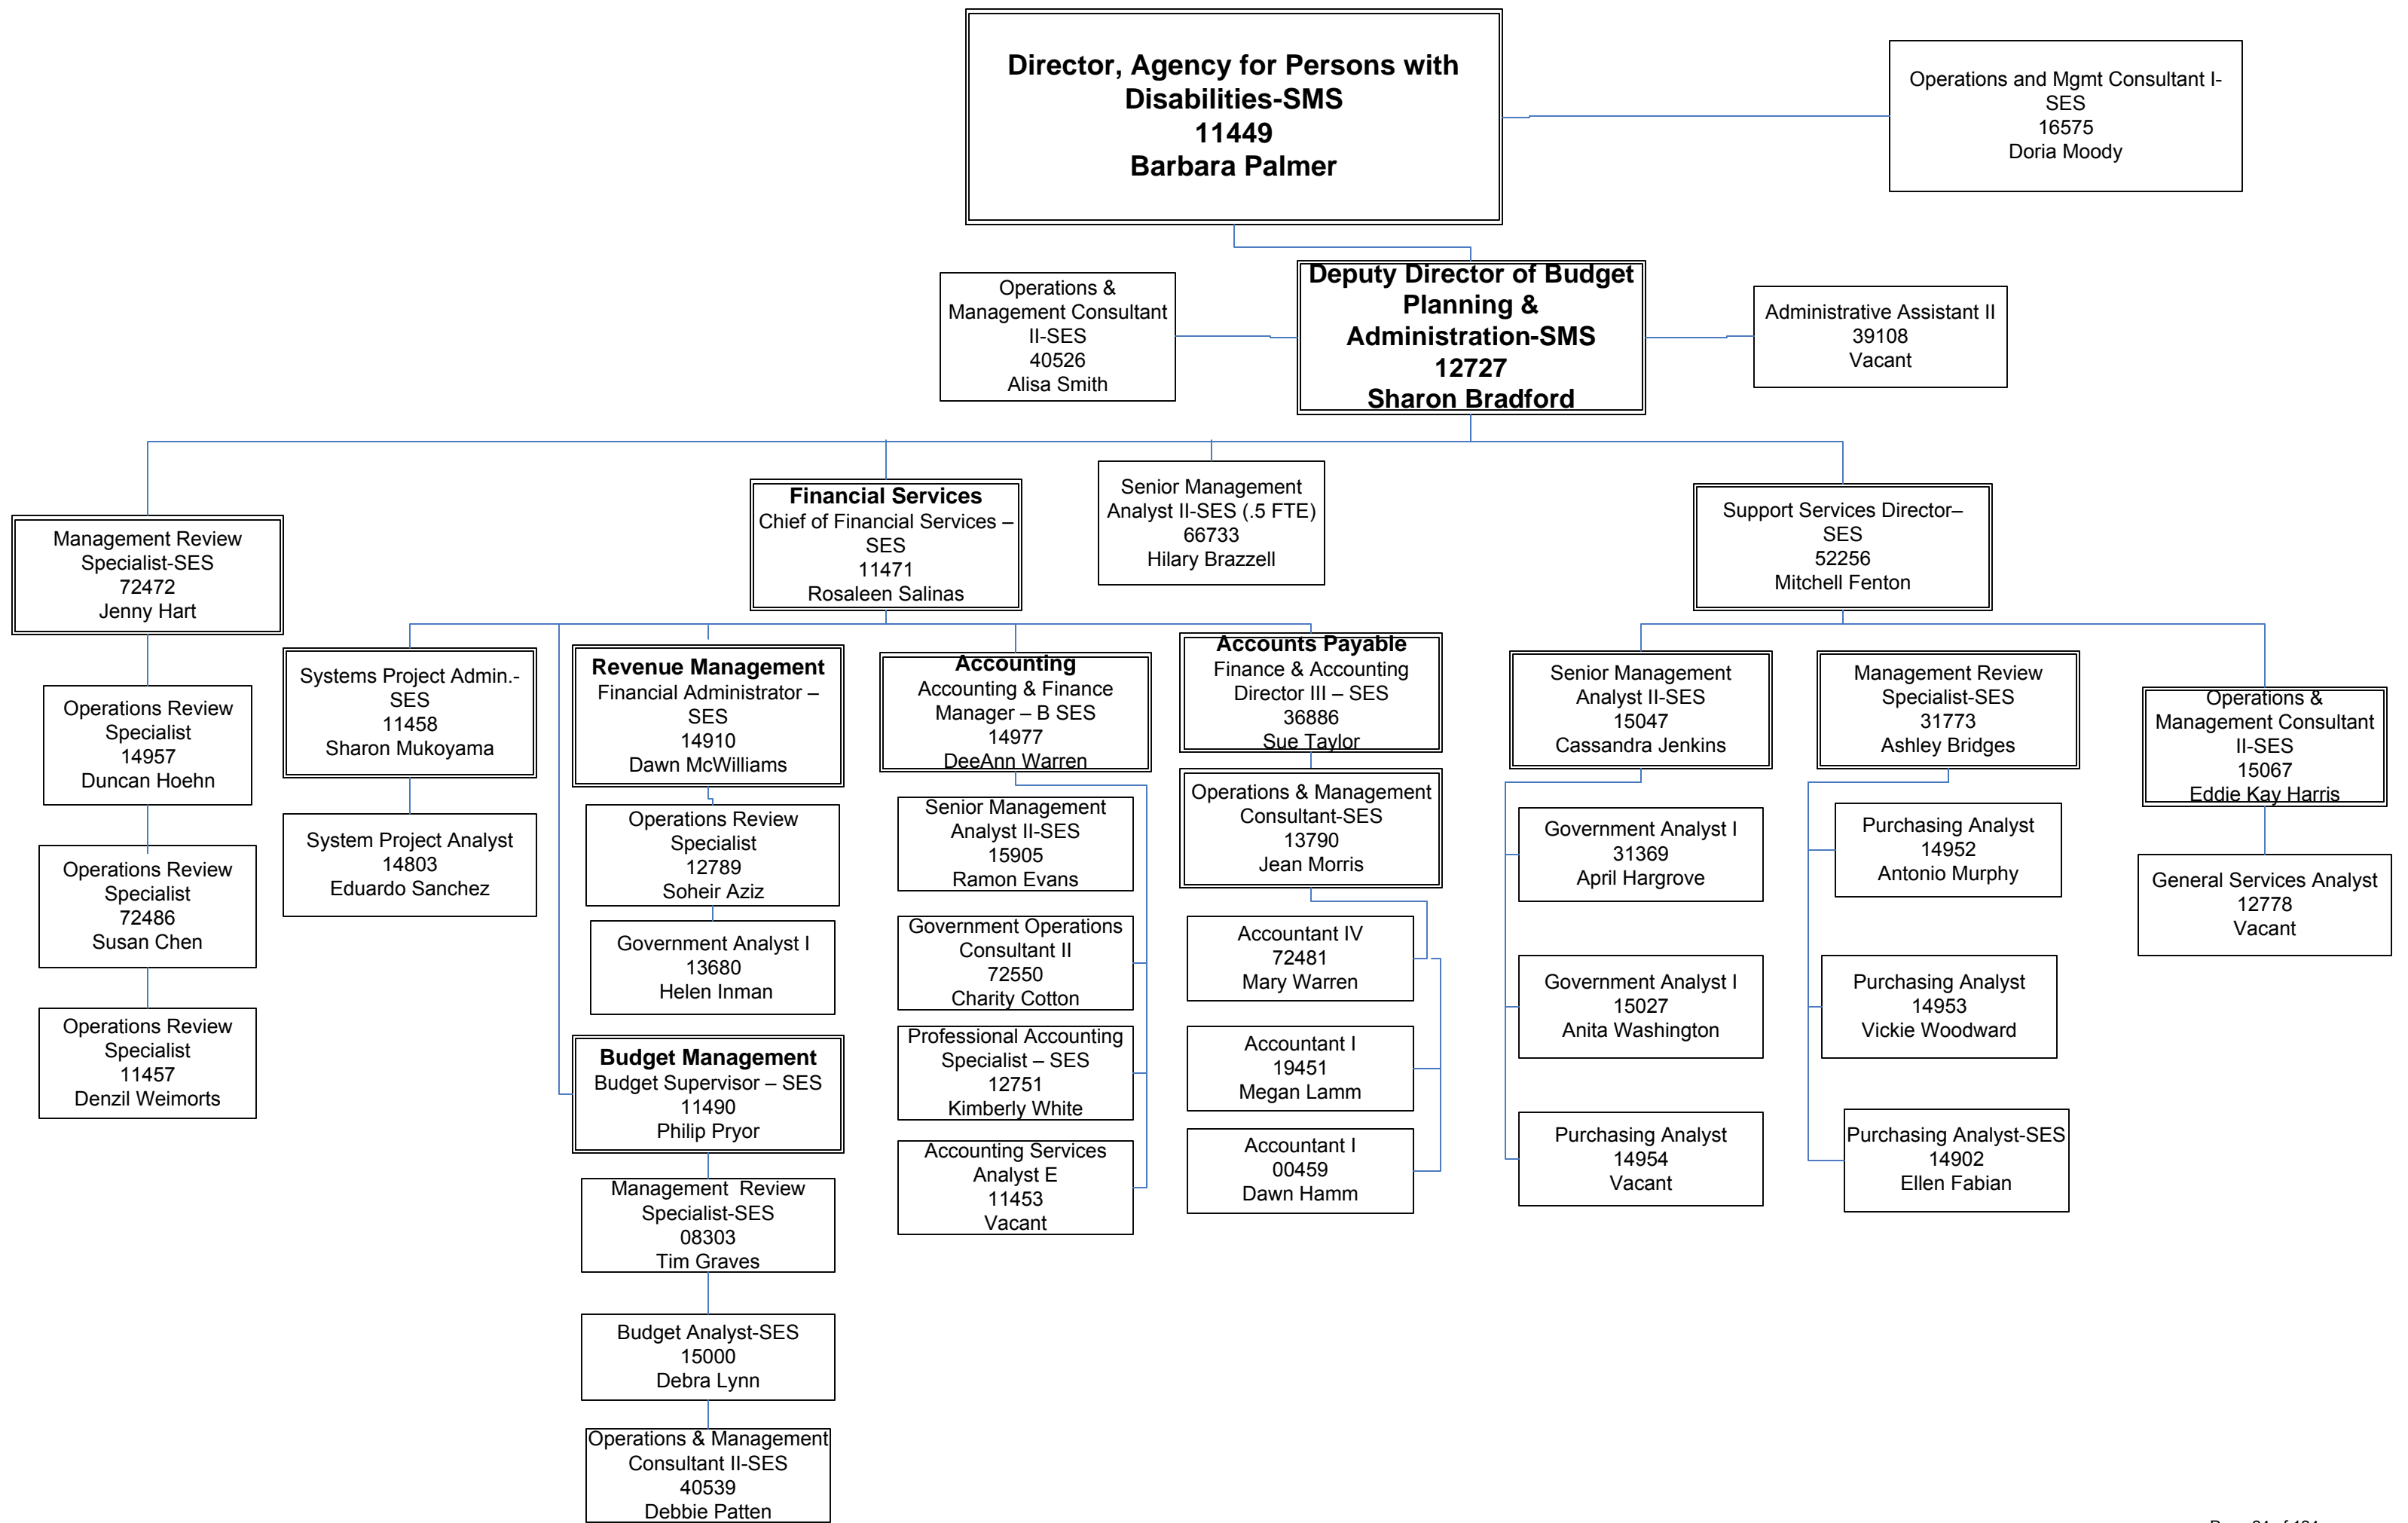 Director, Agency for Persons with
Disabilities-SMS
11449
Barbara Palmer
Operations and Mgmt Consultant I-
SES
16575
Doria Moody
Operations &
Management Consultant
II-SES
40526
Alisa Smith
Deputy Director of Budget
Planning &
Administration-SMS
12727
Sharon Bradford
Administrative Assistant II
39108
Vacant
Management Review
Specialist-SES
72472
Jenny Hart
Financial Services
Chief of Financial Services –
SES
11471
Rosaleen Salinas
Senior Management
Analyst II-SES (.5 FTE)
66733
Hilary Brazzell
Support Services Director–
SES
52256
Mitchell Fenton
Operations Review
Specialist
14957
Duncan Hoehn
Operations Review
Specialist
72486
Susan Chen
Operations Review
Specialist
11457
Denzil Weimorts
Systems Project Admin.-
SES
11458
Sharon Mukoyama
System Project Analyst
14803
Eduardo Sanchez
Revenue Management
Financial Administrator –
SES
14910
Dawn McWilliams
Operations Review
Specialist
12789
Soheir Aziz
Government Analyst I
13680
Helen Inman
Budget Management
Budget Supervisor – SES
11490
Philip Pryor
Management  Review
Specialist-SES
08303
Tim Graves
Budget Analyst-SES
15000
Debra Lynn
Operations & Management
Consultant II-SES
40539
Debbie Patten
Accounting
Accounting & Finance
Manager – B SES
14977
DeeAnn Warren
Senior Management
Analyst II-SES
15905
Ramon Evans
Government Operations
Consultant II
72550
Charity Cotton
Professional Accounting
Specialist – SES
12751
Kimberly White
Accounting Services
Analyst E
11453
Vacant
Accounts Payable
Finance & Accounting
Director III – SES
36886
Sue Taylor
Operations & Management
Consultant-SES
13790
Jean Morris
Accountant IV
72481
Mary Warren
Accountant I
19451
Megan Lamm
Accountant I
00459
Dawn Hamm
Senior Management
Analyst II-SES
15047
Cassandra Jenkins
Government Analyst I
31369
April Hargrove
Government Analyst I
15027
Anita Washington
Purchasing Analyst
14954
Vacant
Management Review
Specialist-SES
31773
Ashley Bridges
Purchasing Analyst
14952
Antonio Murphy
Purchasing Analyst
14953
Vickie Woodward
Purchasing Analyst-SES
14902
Ellen Fabian
Operations &
Management Consultant
II-SES
15067
Eddie Kay Harris
General Services Analyst
12778
Vacant